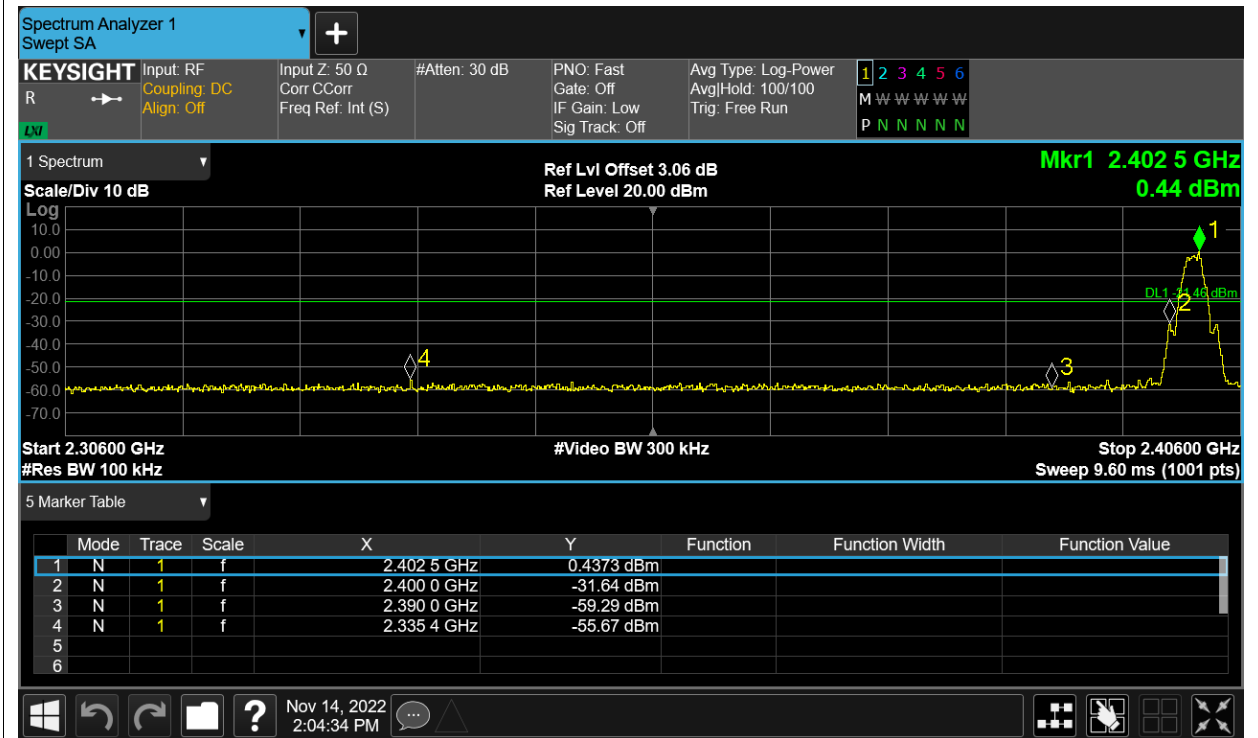 Spectrum Analyzer 1
Swept SA
+
KEYSIGHT Input: RF Input Z: 50 Ω #Atten: 30 dB PNO: Fast Avg Type: Log-Power 1 2 3 4 5 6
R Coupling: DC Corr CCorr Gate: Off Avg|Hold: 100/100 M W W W W W
Align: Off Freq Ref: Int (S) IF Gain: Low Trig: Free Run
LXI Sig Track: Off P N N N N N
1 Spectrum
Ref Lvl Offset 3.06 dB Mkr1 2.402 5 GHz
Scale/Div 10 dB Ref Level 20.00 dBm 0.44 dBm
Log
10.0
1
0.00
-10.0
-20.0
DL1 -21.46 dBm
2
-30.0
-40.0
4
3
-50.0
-60.0
-70.0
Start 2.30600 GHz #Video BW 300 kHz Stop 2.40600 GHz
#Res BW 100 kHz Sweep 9.60 ms (1001 pts)
5 Marker Table
Mode Trace Scale X Y Function Function Width Function Value
1 N 1 f 2.402 5 GHz 0.4373 dBm
2 N 1 f 2.400 0 GHz -31.64 dBm
3 N 1 f 2.390 0 GHz -59.29 dBm
4 N 1 f 2.335 4 GHz -55.67 dBm
5
6
? Nov 14, 2022
2:04:34 PM